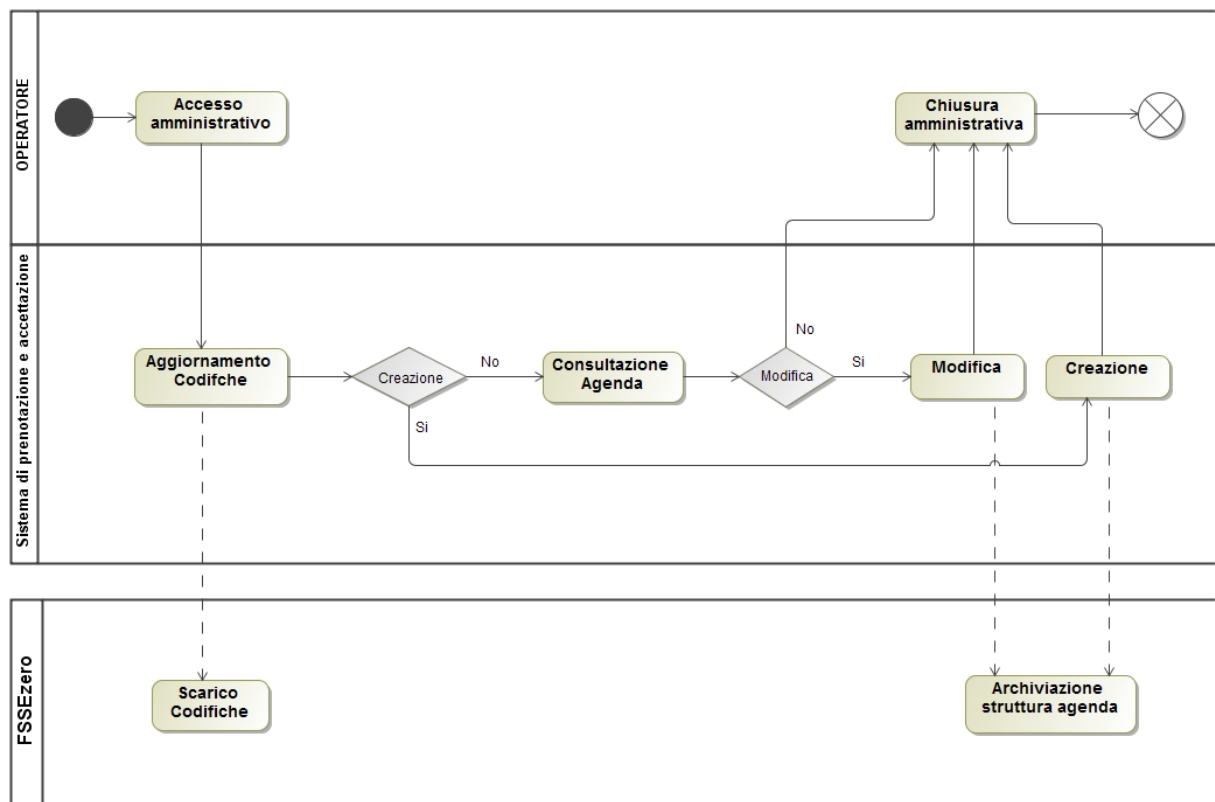 OPERATORE
Accesso
amministrativo
Chiusura
amministrativa
Sistema di prenotazione e accettazione
Aggiornamento
Codifche
Creazione
No
Si
Consultazione
Agenda
Modifica
No
Si
Modifica
Creazione
FSSEzero
Scarico
Codifiche
Archiviazione
struttura agenda